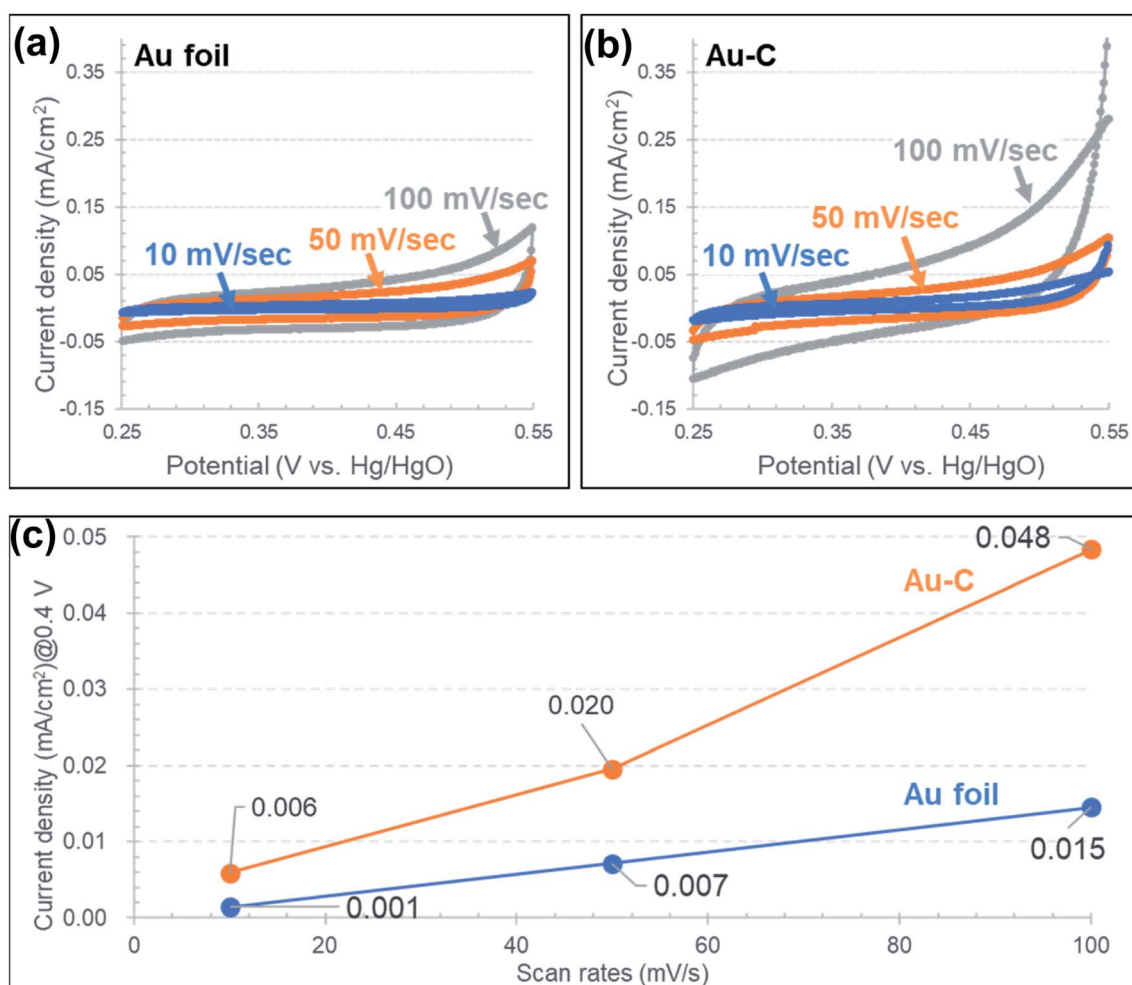 (a)
Au foil
Current density (mA/cm²)
0.35
0.25
0.15
0.05
-0.05
-0.15
100 mV/sec
50 mV/sec
10 mV/sec
0.25 0.35 0.45 0.55
Potential (V vs. Hg/HgO)
(b)
Au-C
Current density (mA/cm²)
0.35
0.25
0.15
0.05
-0.05
-0.15
100 mV/sec
50 mV/sec
10 mV/sec
0.25 0.35 0.45 0.55
Potential (V vs. Hg/HgO)
(c)
Current density (mA/cm²)@0.4 V
0.05
0.04
0.03
0.02
0.01
0.00
0.048
Au-C
0.020
0.006
Au foil
0.015
0.007
0.001
0 20 40 60 80 100
Scan rates (mV/s)